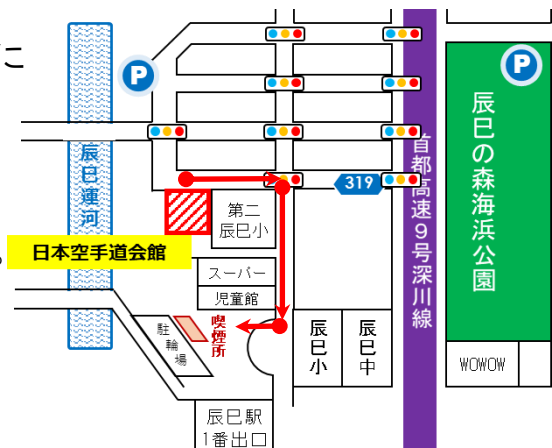 に
P
P
辰巳運河
319
首都高速9号深川線
辰巳の森海浜公園
第二
辰巳小
日本空手道会館
。
スーパー
児童館
駐輪場
喫煙所
辰巳小
辰巳中
WOWOW
辰巳駅
1番出口